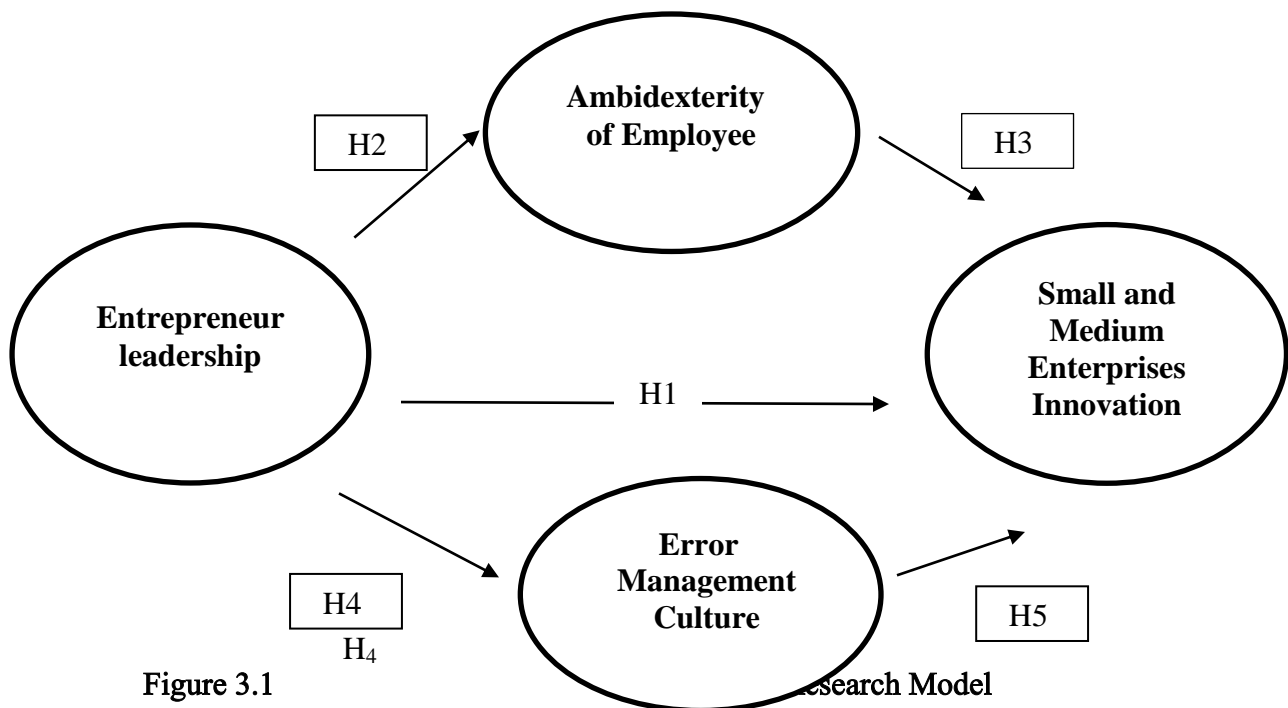 Ambidexterity
of Employee
H2
H3
Entrepreneur
leadership
Small and
Medium
Enterprises
Innovation
H1
Error
Management
Culture
H4
H₄
H5
Figure 3.1
Model